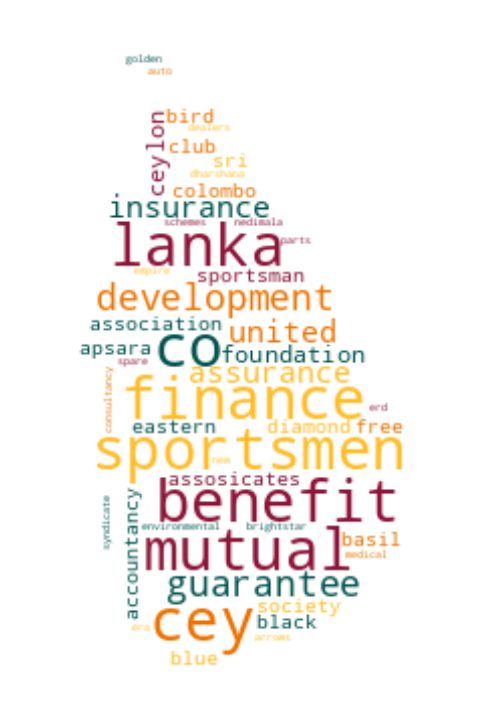 golden
auto
ceylon
bird
dealers
club
sri
dharshana
colombo
insurance
schemes nedimala
lanka
parts
empire
sportsman
development
association united
apsara co foundation
spare
assurance
consultancy
finance
erd
eastern diamond free
sportsmen
new
assosicates
benefit
syndicate
accountancy
environmental brightstar
mutual
basil
medical
guarantee
cey
society
black
era
arrows
blue